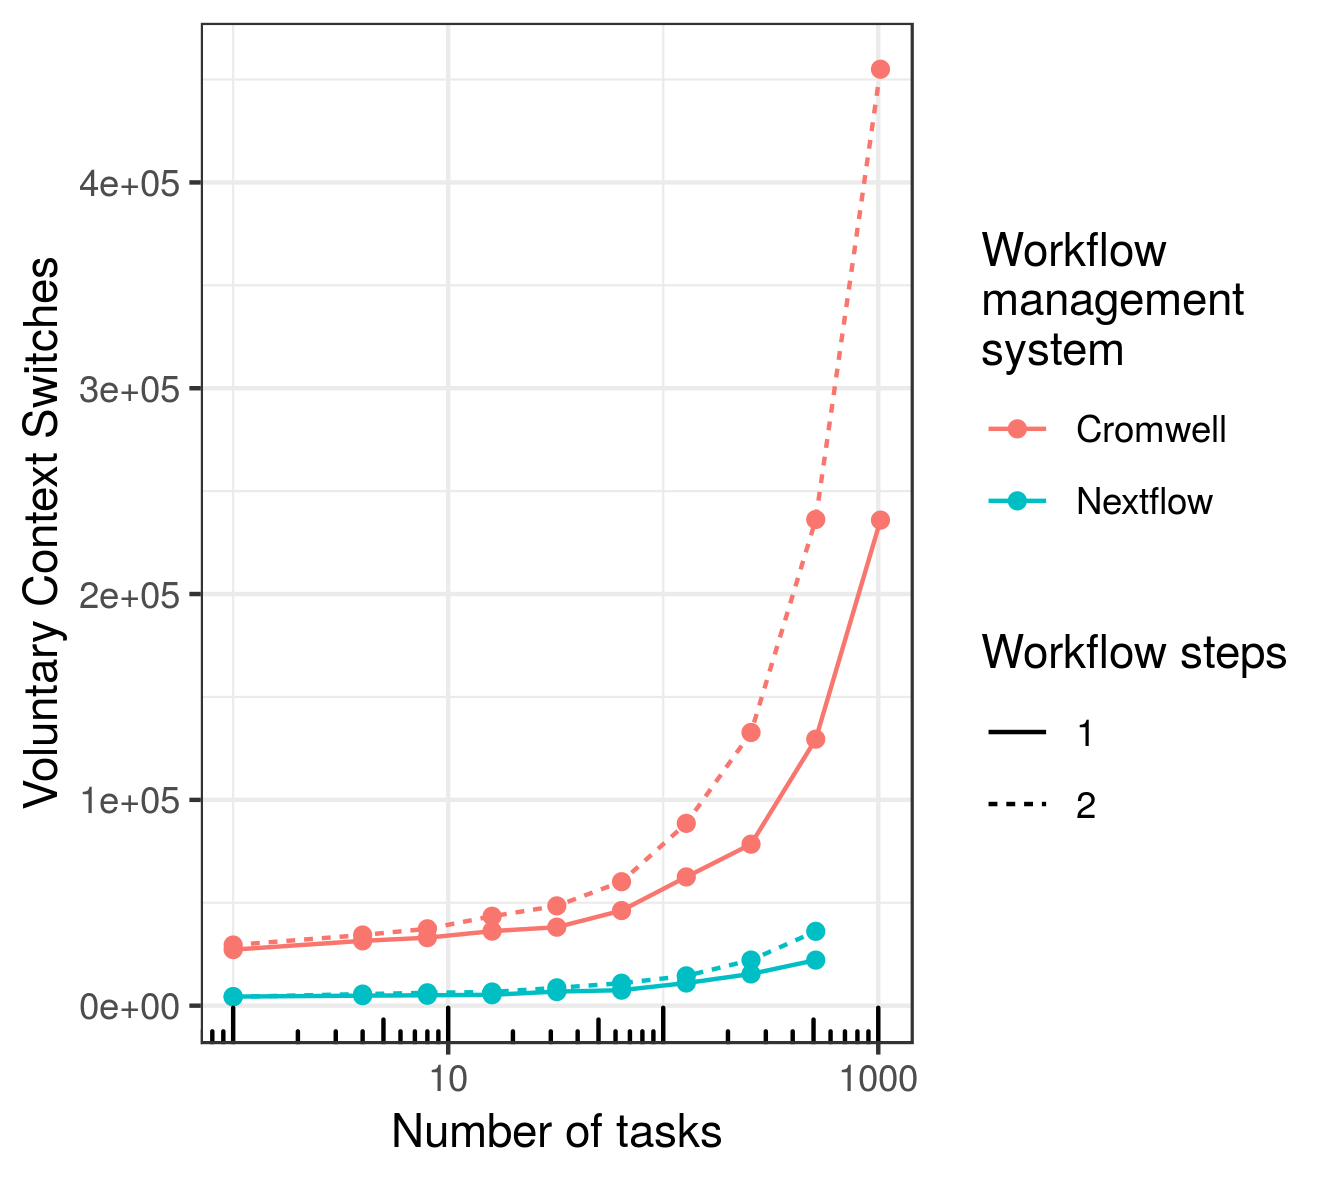 Voluntary Context Switches
4e+05
3e+05
2e+05
1e+05
0e+00
10
1000
Number of tasks
Workflow
management
system
Cromwell
Nextflow
Workflow steps
1
2